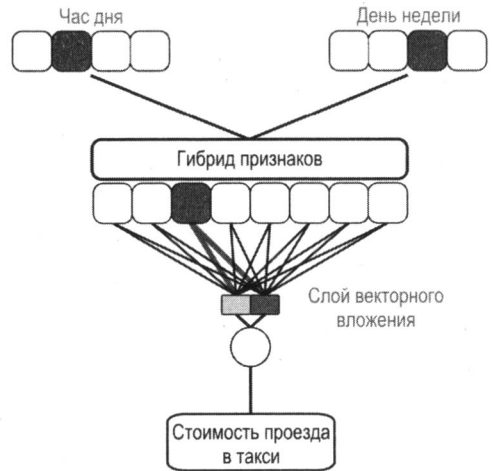 Час дня
День недели
Гибрид признаков
Слой векторного
вложения
Стоимость проезда
в такси